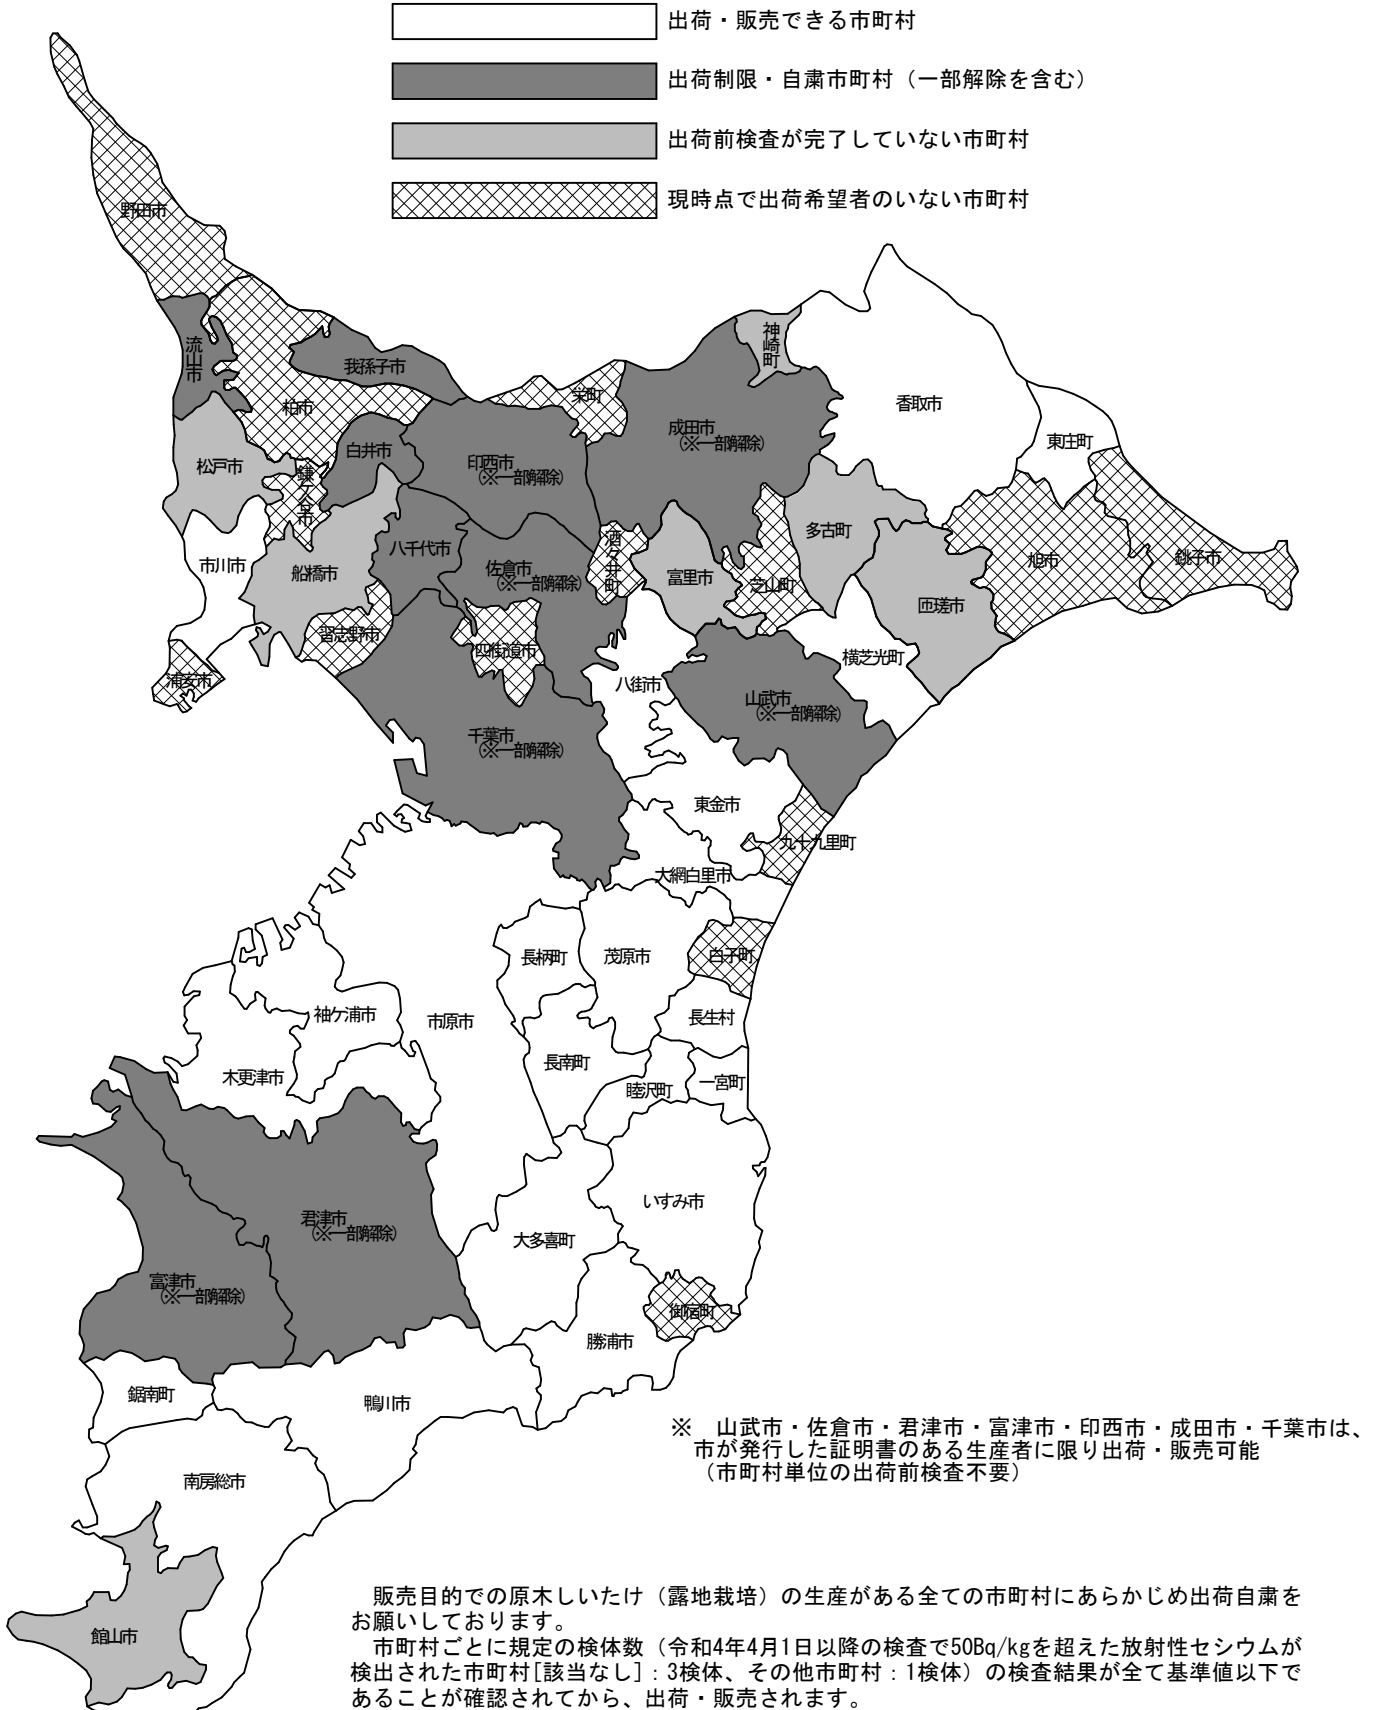 出荷・販売できる市町村
出荷制限・自粛市町村（一部解除を含む）
出荷前検査が完了していない市町村
現時点で出荷希望者のいない市町村
野田市
流山市
我孫子市
柏市
松戸市
鎌ケ谷市
白井市
印西市
（※一部解除）
栄町
成田市
（※一部解除）
神崎町
香取市
東庄町
市川市
船橋市
八千代市
佐倉市
（※一部解除）
酒々井町
富里市
芝山町
多古町
匝瑳市
旭市
銚子市
浦安市
習志野市
四街道市
八街市
横芝光町
山武市
（※一部解除）
千葉市
（※一部解除）
東金市
九十九里町
大網白里市
長柄町
茂原市
白子町
袖ケ浦市
市原市
長生村
木更津市
長南町
睦沢町
一宮町
君津市
（※一部解除）
いすみ市
大多喜町
富津市
（※一部解除）
御宿町
勝浦市
鋸南町
鴨川市
南房総市
館山市
※　山武市・佐倉市・君津市・富津市・印西市・成田市・千葉市は、
市が発行した証明書のある生産者に限り出荷・販売可能
（市町村単位の出荷前検査不要）
　販売目的での原木しいたけ（露地栽培）の生産がある全ての市町村にあらかじめ出荷自粛を
お願いしております。
　市町村ごとに規定の検体数（令和4年4月1日以降の検査で50Bq/kgを超えた放射性セシウムが
検出された市町村[該当なし]：3検体、その他市町村：1検体）の検査結果が全て基準値以下で
あることが確認されてから、出荷・販売されます。